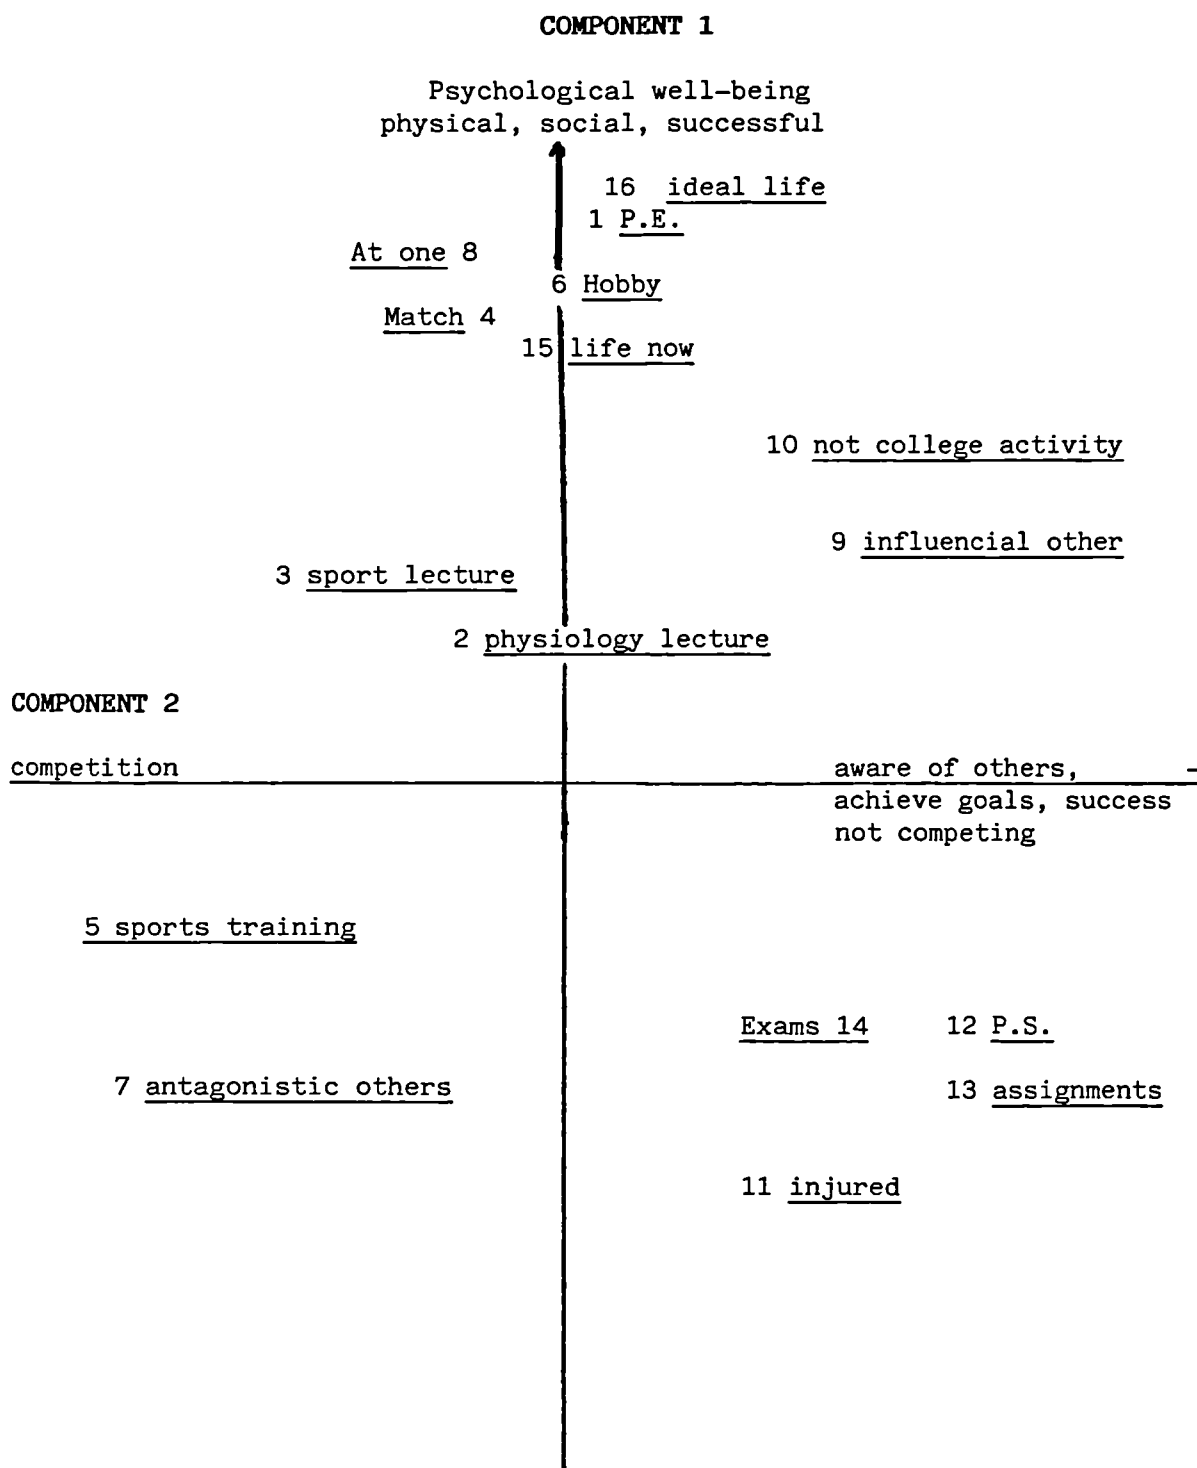 COMPONENT 1
Psychological well-being
physical, social, successful
16 ideal life
1 P.E.
At one 8
6 Hobby
Match 4
15 life now
10 not college activity
9 influencial other
3 sport lecture
2 physiology lecture
COMPONENT 2
competition
aware of others,
achieve goals, success
not competing
5 sports training
Exams 14 12 P.S.
7 antagonistic others
13 assignments
11 injured